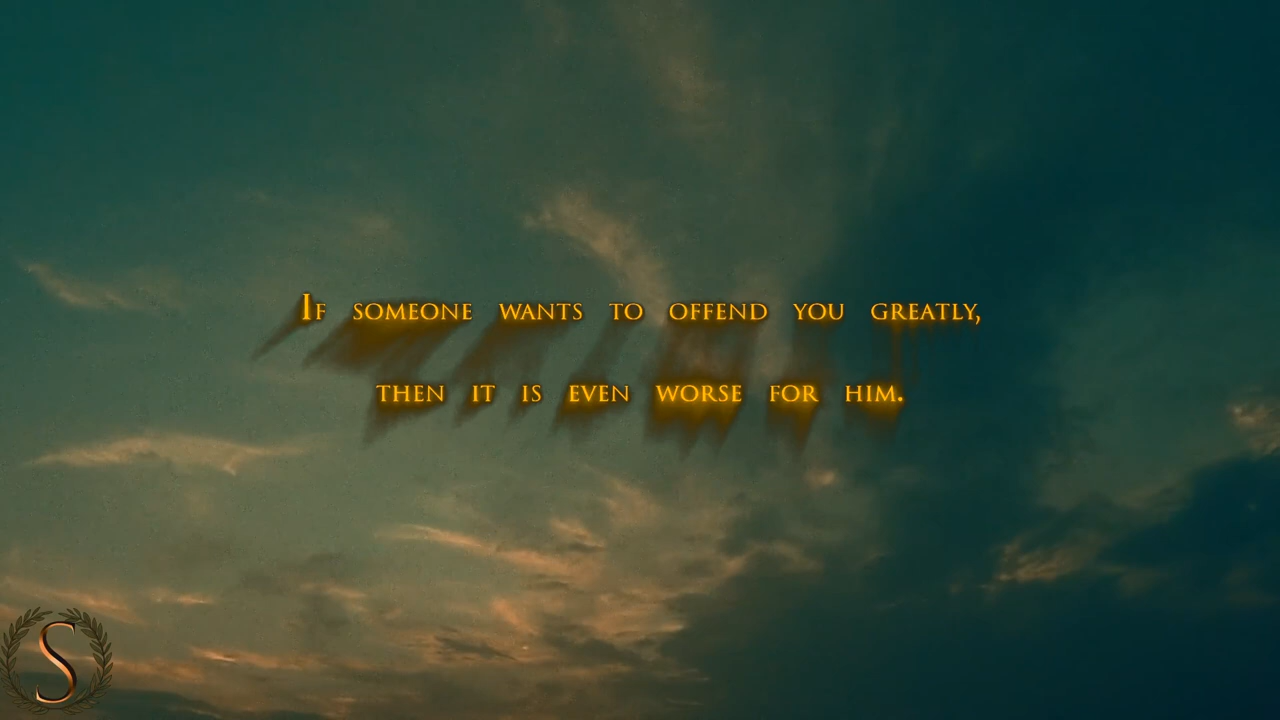 If someone wants to offend you greatly,
then it is even worse for him.
S